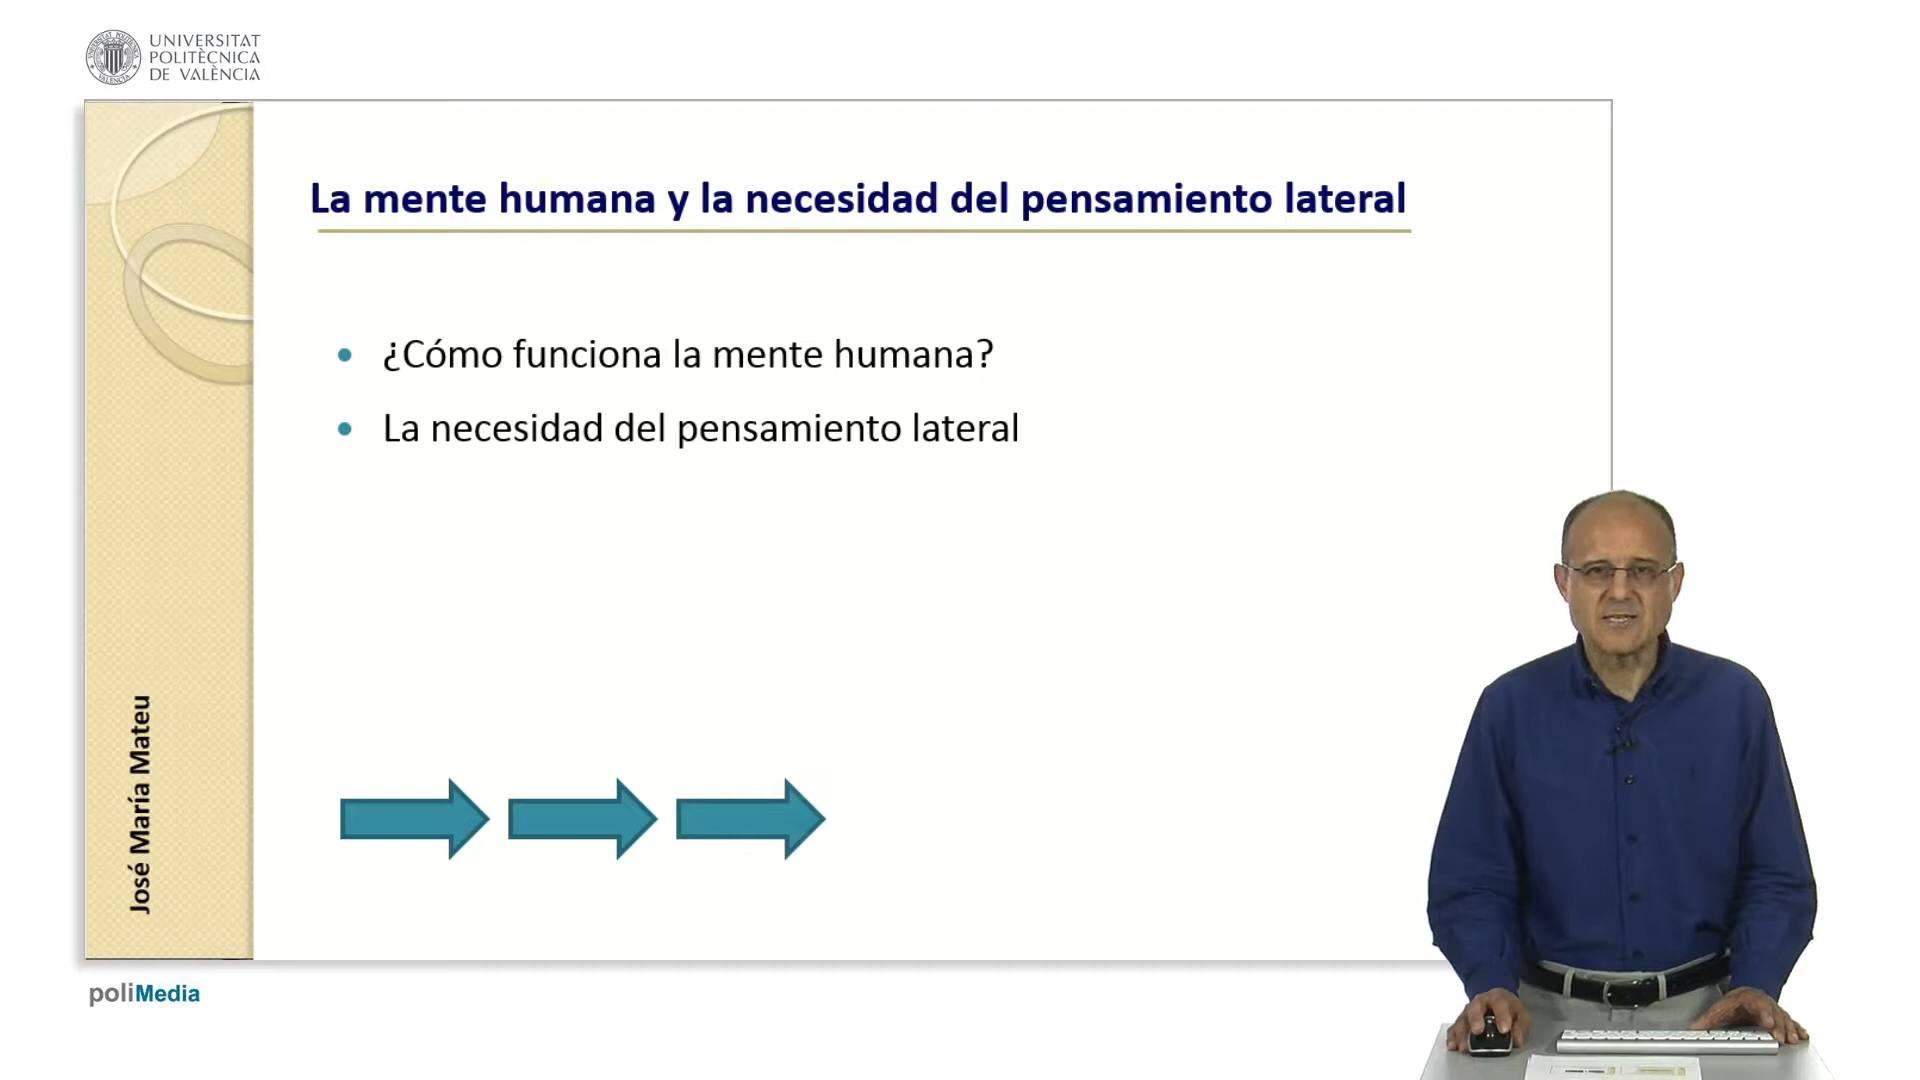 UNIVERSITAT
POLITÈCNICA
DE VALÈNCIA
La mente humana y la necesidad del pensamiento lateral
• ¿Cómo funciona la mente humana?
• La necesidad del pensamiento lateral
José María Mateu
poliMedia